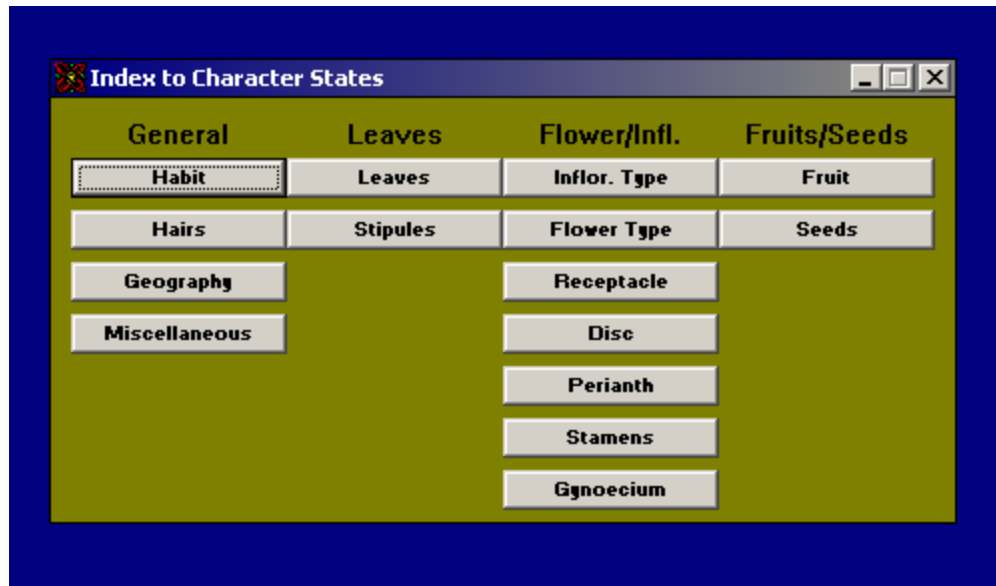 Index to Character States
General Leaves Flower/Infl. Fruits/Seeds
Habit Leaves Inflor. Type Fruit
Hairs Stipules Flower Type Seeds
Geography Receptacle
Miscellaneous Disc
Perianth
Stamens
Gynoecium